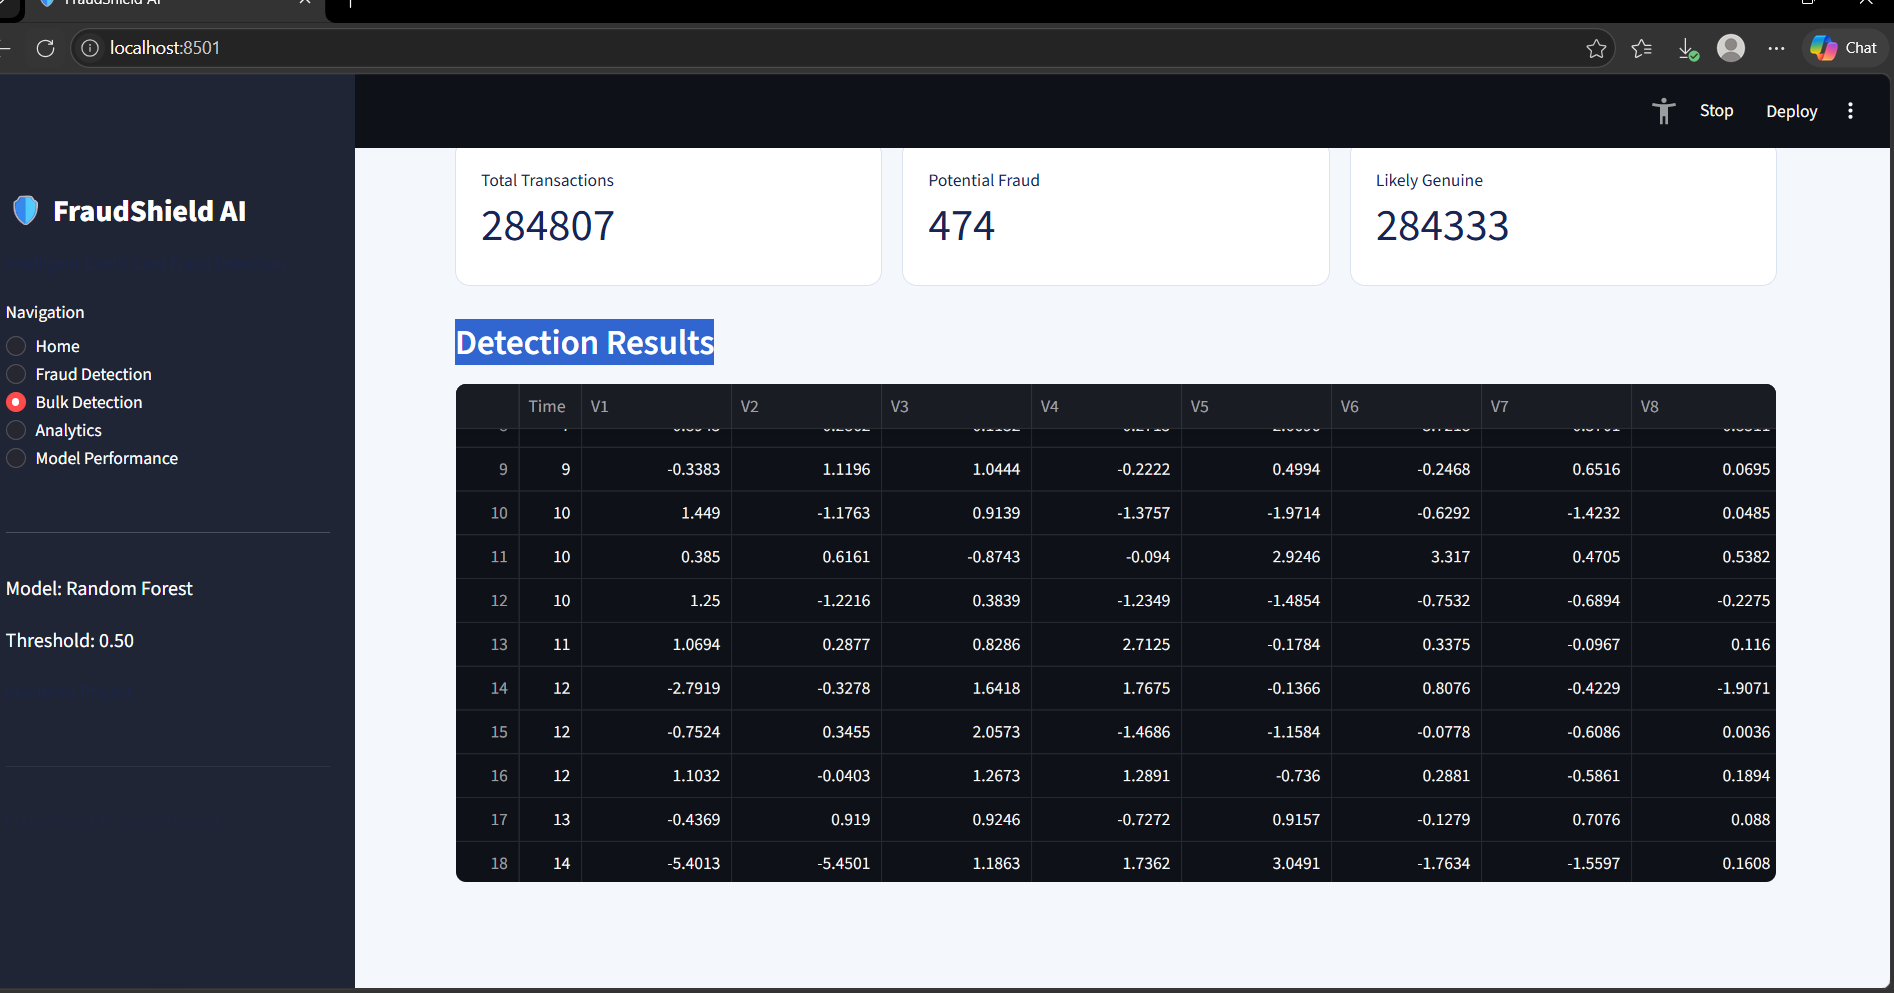 FraudShield AI
localhost:8501
Chat
Stop
Deploy
FraudShield AI
Navigation
Home
Fraud Detection
Bulk Detection
Analytics
Model Performance
Model: Random Forest
Threshold: 0.50
Total Transactions
284807
Potential Fraud
474
Likely Genuine
284333
Detection Results
Time V1 V2 V3 V4 V5 V6 V7 V8
9 9 -0.3383 1.1196 1.0444 -0.2222 0.4994 -0.2468 0.6516 0.0695
10 10 1.449 -1.1763 0.9139 -1.3757 -1.9714 -0.6292 -1.4232 0.0485
11 10 0.385 0.6161 -0.8743 -0.094 2.9246 3.317 0.4705 0.5382
12 10 1.25 -1.2216 0.3839 -1.2349 -1.4854 -0.7532 -0.6894 -0.2275
13 11 1.0694 0.2877 0.8286 2.7125 -0.1784 0.3375 -0.0967 0.116
14 12 -2.7919 -0.3278 1.6418 1.7675 -0.1366 0.8076 -0.4229 -1.9071
15 12 -0.7524 0.3455 2.0573 -1.4686 -1.1584 -0.0778 -0.6086 0.0036
16 12 1.1032 -0.0403 1.2673 1.2891 -0.736 0.2881 -0.5861 0.1894
17 13 -0.4369 0.919 0.9246 -0.7272 0.9157 -0.1279 0.7076 0.088
18 14 -5.4013 -5.4501 1.1863 1.7362 3.0491 -1.7634 -1.5597 0.1608